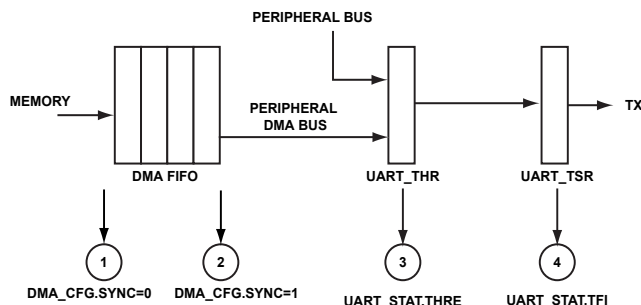 PERIPHERAL BUS
MEMORY
PERIPHERAL
DMA BUS
TX
DMA FIFO
UART_THR
UART_TSR
1
2
3
4
DMA_CFG.SYNC=0
DMA_CFG.SYNC=1
UART_STAT.THRE
UART_STAT.TFI